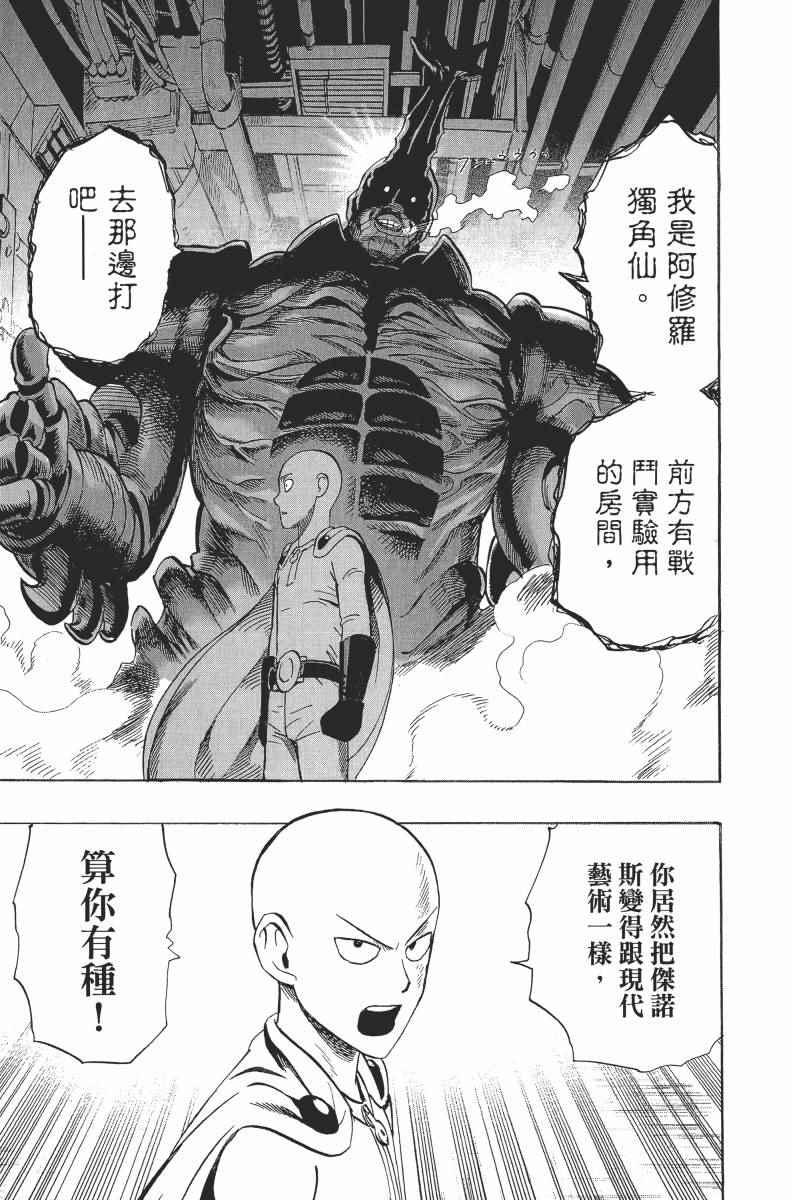 我是阿修羅
獨角仙。
前方有戰
鬥實驗用
的房間，
去那邊打
吧——
你居然把傑諾
斯變得跟現代
藝術一樣，
算你有種！